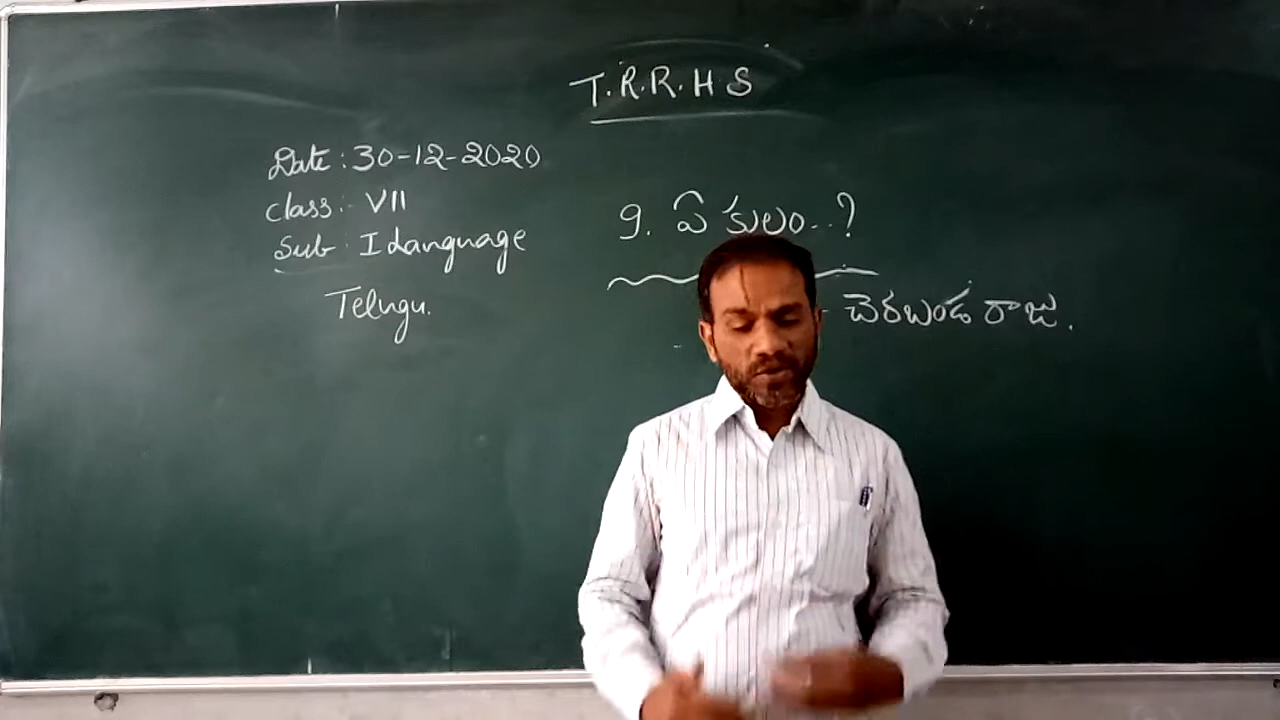 T.R.R.H.S
Date : 30-12-2020
Class :- VII
Sub : I Language
Telugu.
9. ఏ కులం..?
- చెరబండ రాజు.